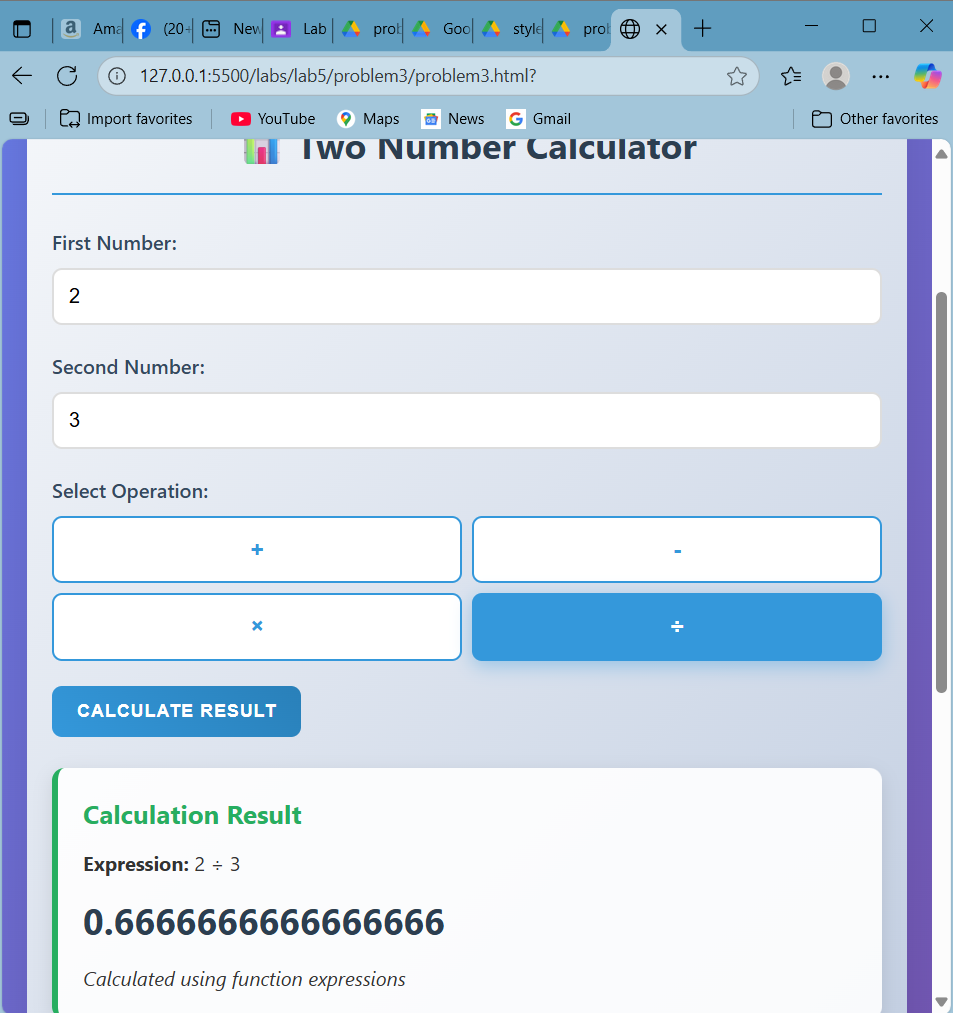 Ama
(20+
New
Lab
prob
Goo
style
prob
127.0.0.1:5500/labs/lab5/problem3/problem3.html?
Import favorites
YouTube
Maps
News
Gmail
Other favorites
Two Number Calculator
First Number:
2
Second Number:
3
Select Operation:
+
-
×
÷
CALCULATE RESULT
Calculation Result
Expression: 2 ÷ 3
0.6666666666666666
Calculated using function expressions